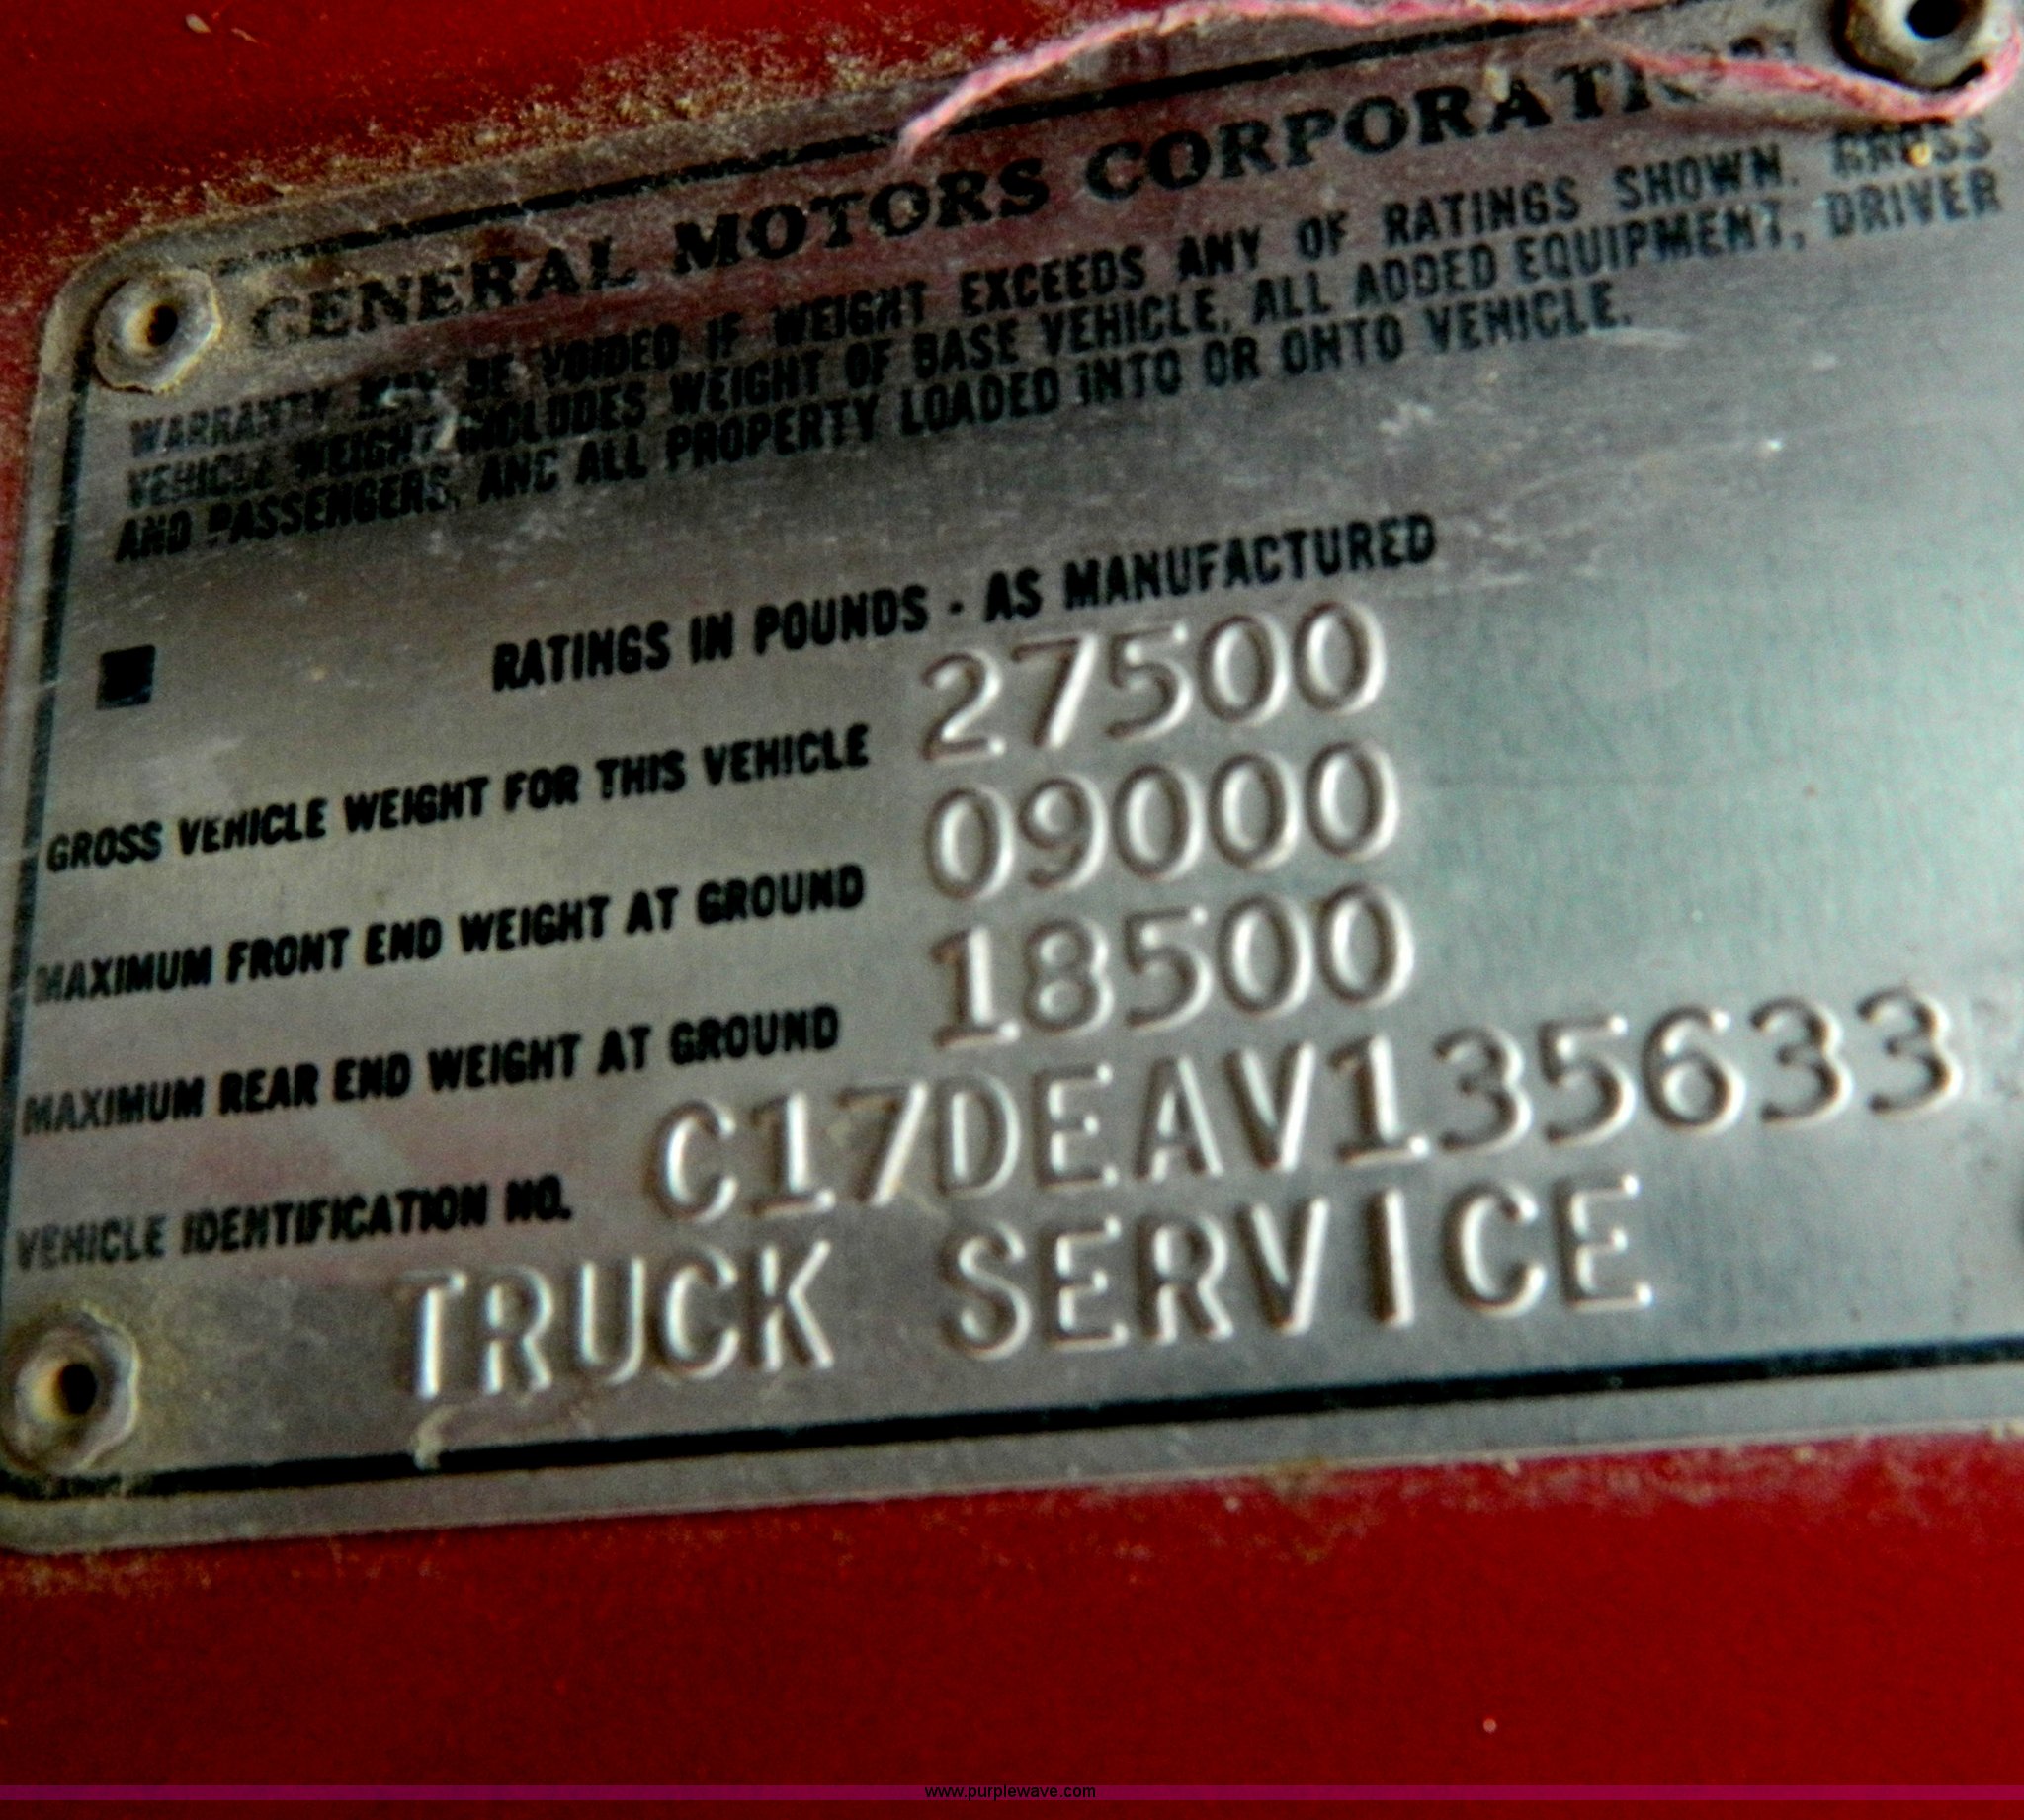 GENERAL MOTORS CORPORATION
WARRANTY MAY BE VOIDED IF WEIGHT EXCEEDS ANY OF RATINGS SHOWN. GROSS
VEHICLE WEIGHT INCLUDES WEIGHT OF BASE VEHICLE, ALL ADDED EQUIPMENT, DRIVER
AND PASSENGERS, AND ALL PROPERTY LOADED INTO OR ONTO VEHICLE.
RATINGS IN POUNDS - AS MANUFACTURED
GROSS VEHICLE WEIGHT FOR THIS VEHICLE 27500
MAXIMUM FRONT END WEIGHT AT GROUND 09000
MAXIMUM REAR END WEIGHT AT GROUND 18500
VEHICLE IDENTIFICATION NO. C17DEAV135633
TRUCK SERVICE
www.purplewave.com